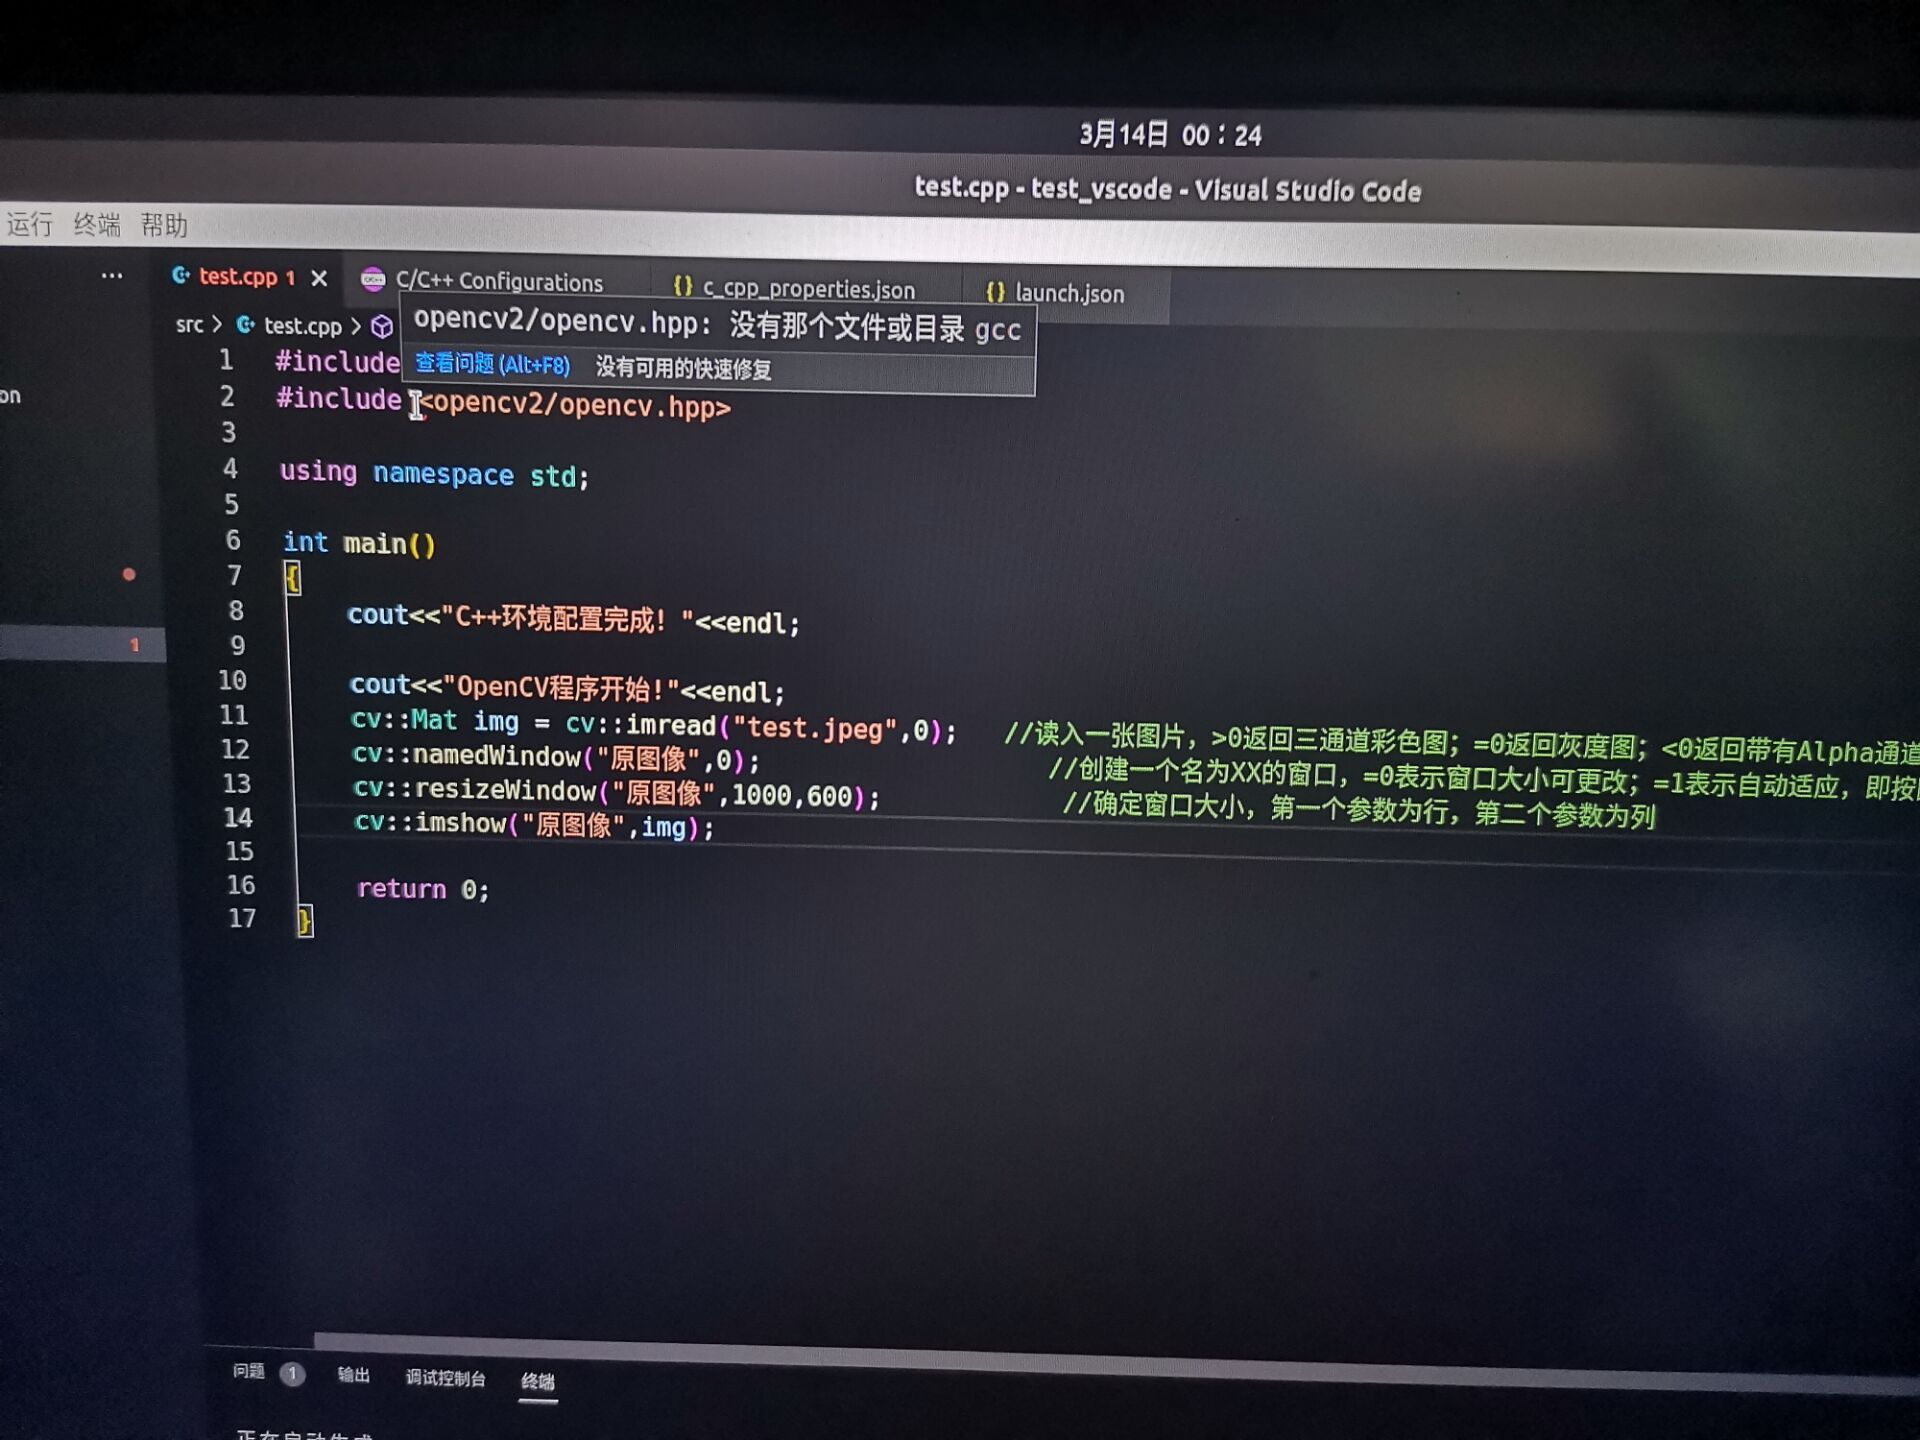 3月14日 00：24
test.cpp - test_vscode - Visual Studio Code
运行 终端 帮助
··· test.cpp 1 × C/C++ Configurations {} c_cpp_properties.json {} launch.json
src > test.cpp >
opencv2/opencv.hpp: 没有那个文件或目录 gcc
查看问题 (Alt+F8) 没有可用的快速修复
on
1 #include
2 #include <opencv2/opencv.hpp>
3
4 using namespace std;
5
6 int main()
7 {
8 cout<<"C++环境配置完成！"<<endl;
1
9
10 cout<<"OpenCV程序开始!"<<endl;
11 cv::Mat img = cv::imread("test.jpeg",0); //读入一张图片，>0返回三通道彩色图；=0返回灰度图；<0返回带有Alpha通道
12 cv::namedWindow("原图像",0); //创建一个名为XX的窗口，=0表示窗口大小可更改；=1表示自动适应，即按
13 cv::resizeWindow("原图像",1000,600); //确定窗口大小，第一个参数为行，第二个参数为列
14 cv::imshow("原图像",img);
15
16 return 0;
17 }
问题 1 输出 调试控制台 终端